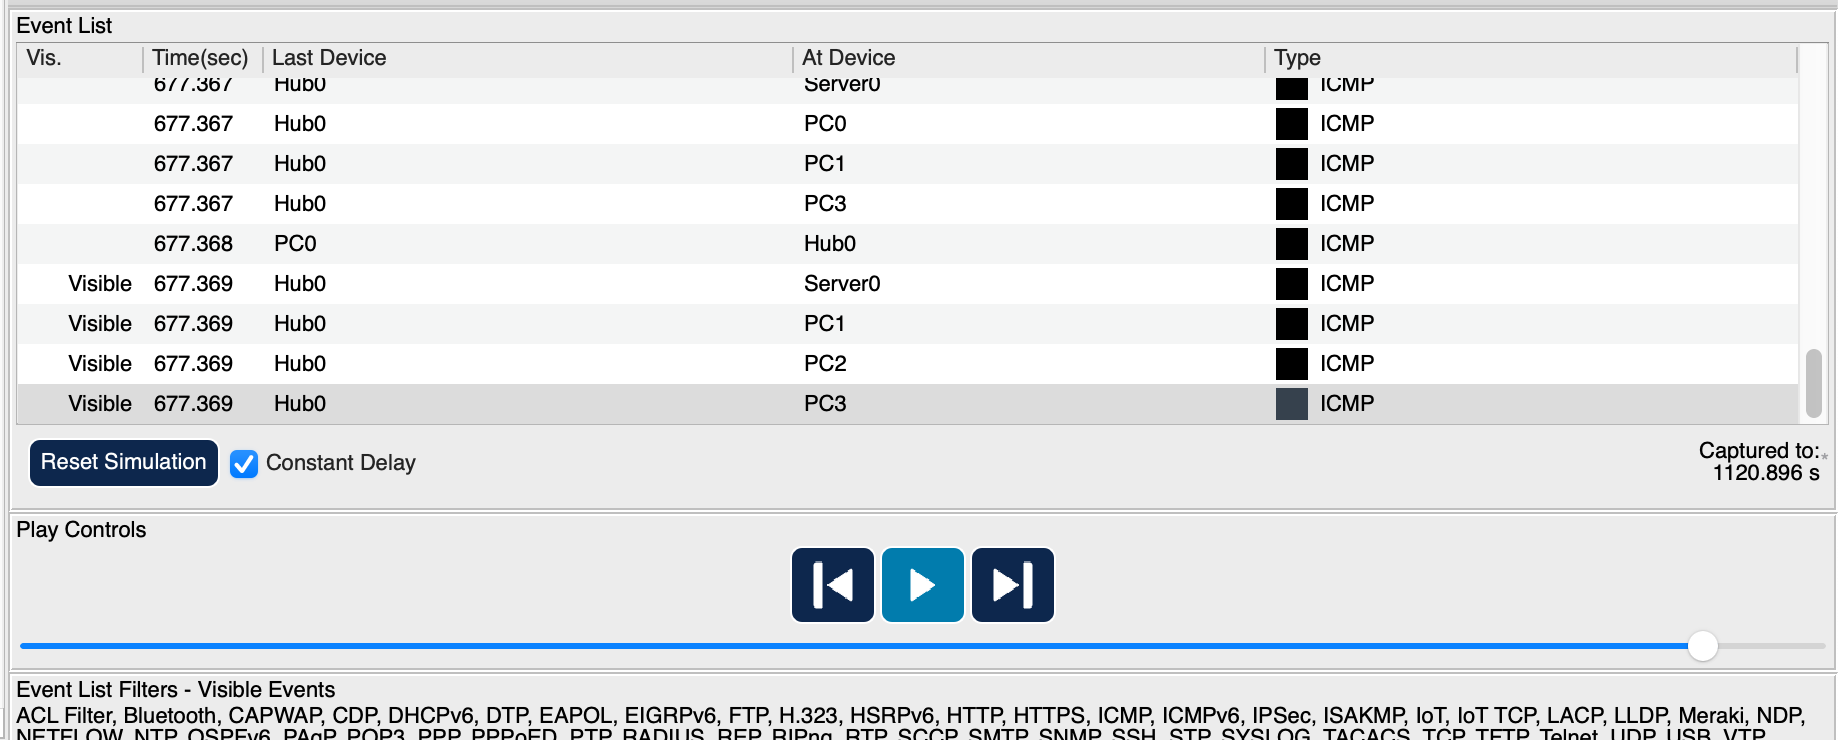 Event List
Vis. Time(sec) Last Device At Device Type
677.367 Hub0 Server0 ICMP
677.367 Hub0 PC0 ICMP
677.367 Hub0 PC1 ICMP
677.367 Hub0 PC3 ICMP
677.368 PC0 Hub0 ICMP
Visible 677.369 Hub0 Server0 ICMP
Visible 677.369 Hub0 PC1 ICMP
Visible 677.369 Hub0 PC2 ICMP
Visible 677.369 Hub0 PC3 ICMP
Reset Simulation Constant Delay Captured to:*
1120.896 s
Play Controls
Event List Filters - Visible Events
ACL Filter, Bluetooth, CAPWAP, CDP, DHCPv6, DTP, EAPOL, EIGRPv6, FTP, H.323, HSRPv6, HTTP, HTTPS, ICMP, ICMPv6, IPSec, ISAKMP, IoT, IoT TCP, LACP, LLDP, Meraki, NDP,
NETFLOW, NTP, OSPFv6, PAgP, POP3, PPP, PPPoED, PTP, RADIUS, REP, RIPng, RTP, SCCP, SMTP, SNMP, SSH, STP, SYSLOG, TACACS, TCP, TFTP, Telnet, UDP, USB, VTP,